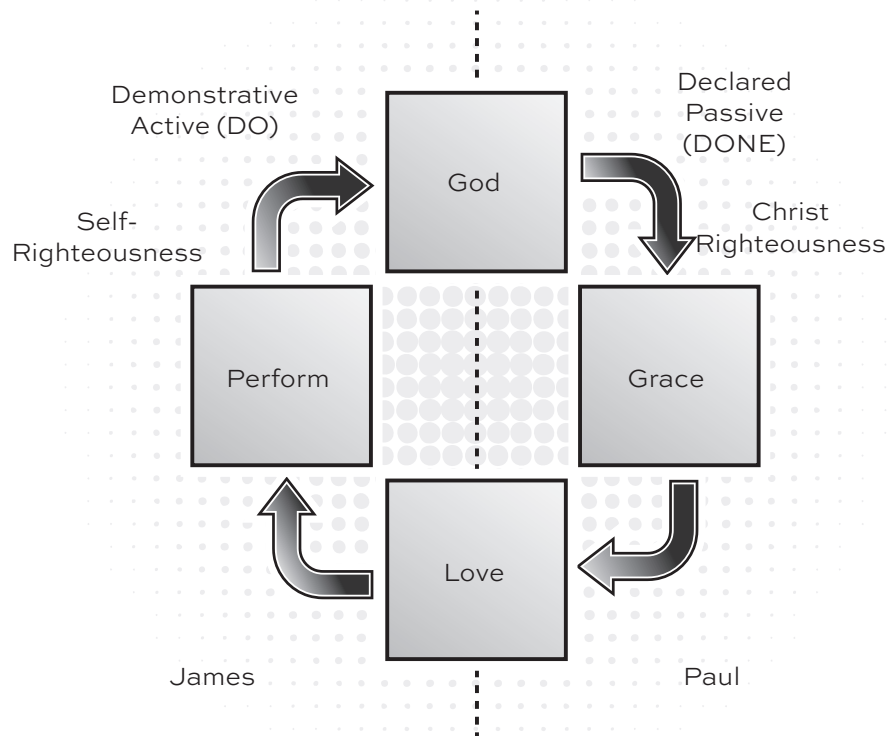 Demonstrative
Active (DO)
Declared
Passive
(DONE)
God
Self-
Righteousness
Christ
Righteousness
Perform
Grace
Love
James
Paul